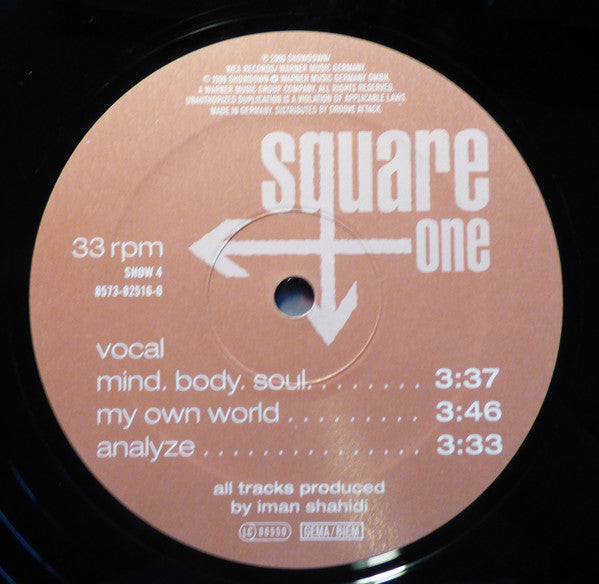 ℗ 2000 SHOWDOWN/
WEA RECORDS/ WARNER MUSIC GERMANY.
© 1999 SHOWDOWN WARNER MUSIC GERMANY GMBH.
A WARNER MUSIC GROUP COMPANY. ALL RIGHTS RESERVED.
UNAUTHORIZED DUPLICATION IS A VIOLATION OF APPLICABLE LAWS.
MADE IN GERMANY. DISTRIBUTED BY GROOVE ATTACK.
square
one
33 rpm
SHOW 4
8573-82516-0
vocal
mind. body. soul........ 3:37
my own world.......... 3:46
analyze................ 3:33
all tracks produced
by iman shahidi
LC 06550 GEMA/BIEM